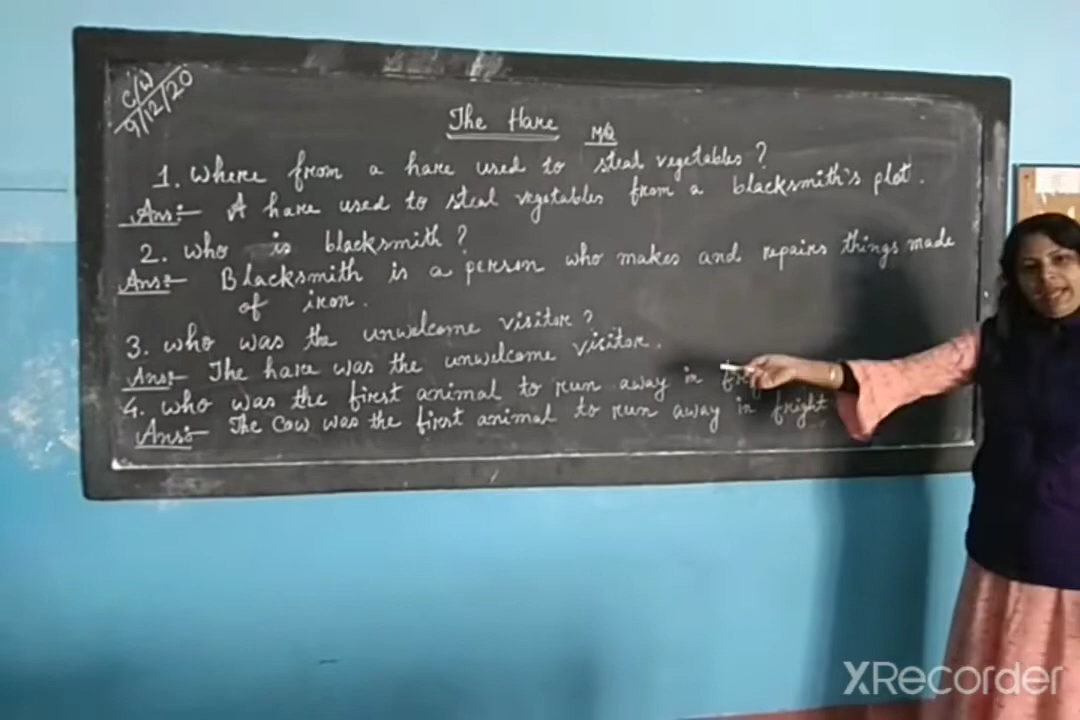 C/W
9/12/20
The Hare
MQ
1. Where from a hare used to steal vegetables ?
Ans:- A hare used to steal vegetables from a blacksmith's plot.
2. Who is blacksmith ?
Ans:- Blacksmith is a person who makes and repairs things made
of iron.
3. Who was the unwelcome visitor ?
Ans:- The hare was the unwelcome visitor.
4. Who was the first animal to run away in
Ans:- The Cow was the first animal to run away in fright
XRecorder